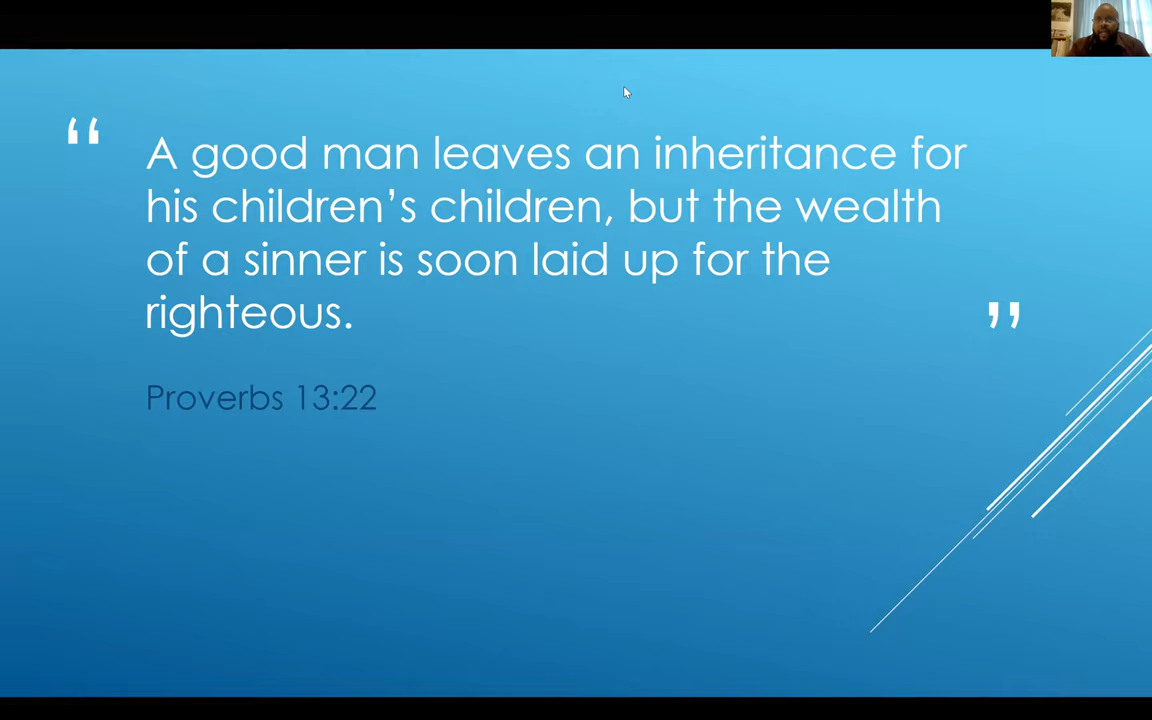 “
A good man leaves an inheritance for
his children’s children, but the wealth
of a sinner is soon laid up for the
righteous.
”
Proverbs 13:22